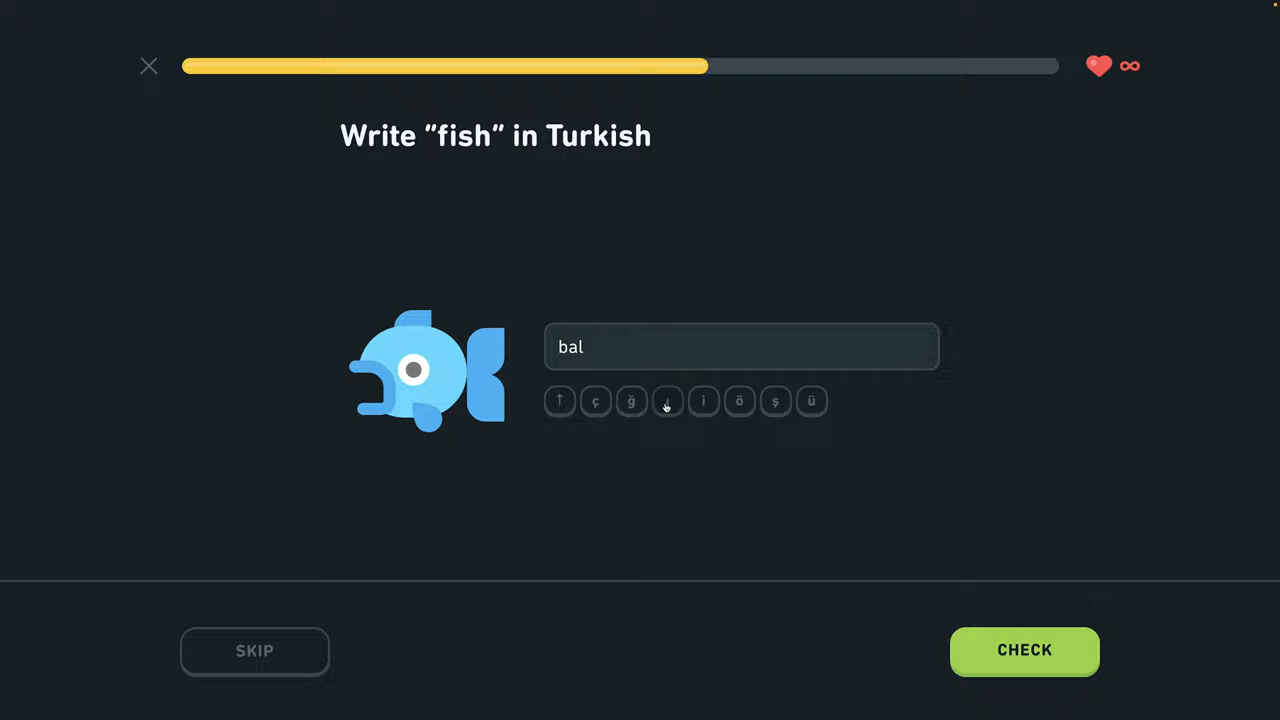 ∞
Write “fish“ in Turkish
bal
↑ ç ğ ı i ö ş ü
SKIP
CHECK